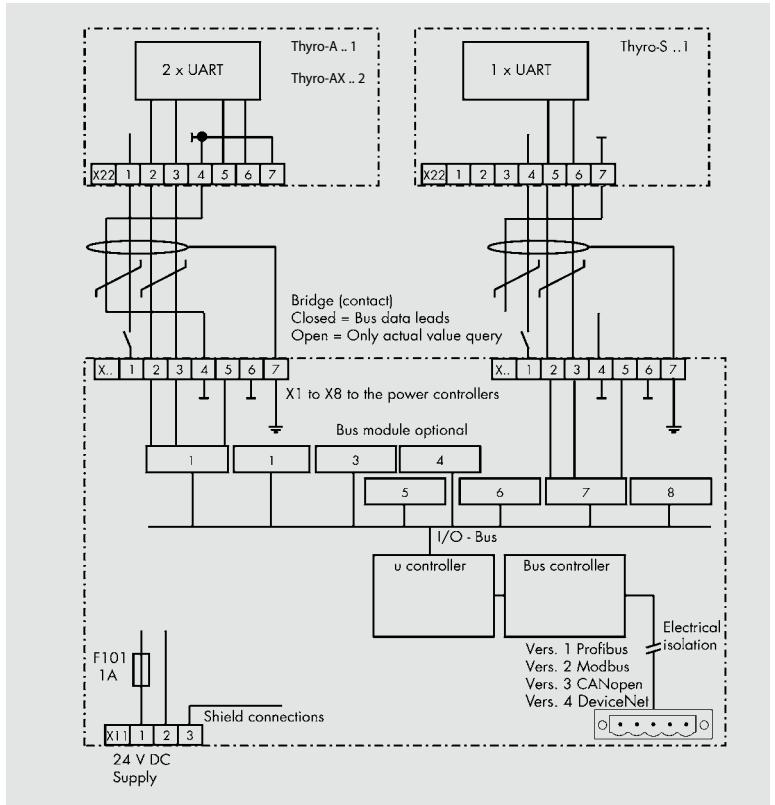 Thyro-A .. 1
2 x UART
Thyro-AX .. 2
Thyro-S ..1
1 x UART
X22 1 2 3 4 5 6 7
X22 1 2 3 4 5 6 7
Bridge (contact)
Closed = Bus data leads
Open = Only actual value query
X.. 1 2 3 4 5 6 7
X.. 1 2 3 4 5 6 7
X1 to X8 to the power controllers
Bus module optional
1 1 3 4
5 6 7 8
I/O - Bus
u controller
Bus controller
Electrical
isolation
Vers. 1 Profibus
Vers. 2 Modbus
Vers. 3 CANopen
Vers. 4 DeviceNet
F101
1A
Shield connections
X11 1 2 3
24 V DC
Supply